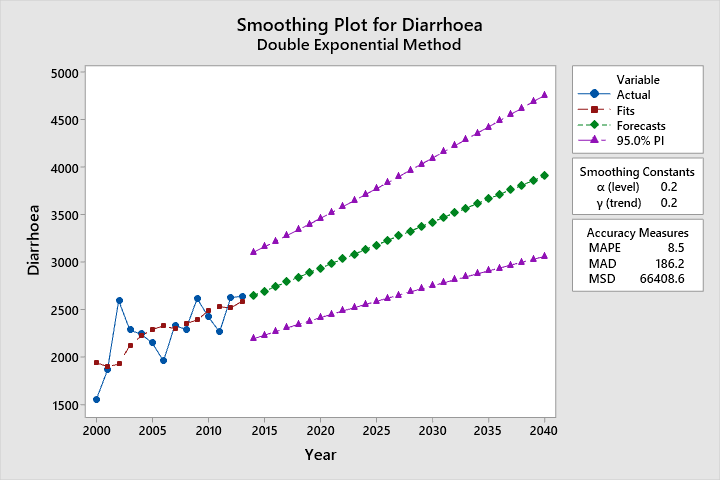 Smoothing Plot for Diarrhoea
Double Exponential Method
5000
4500
4000
3500
3000
2500
2000
1500
Diarrhoea
2000 2005 2010 2015 2020 2025 2030 2035 2040
Year
Variable
Actual
Fits
Forecasts
95.0% PI
Smoothing Constants
α (level) 0.2
γ (trend) 0.2
Accuracy Measures
MAPE 8.5
MAD 186.2
MSD 66408.6